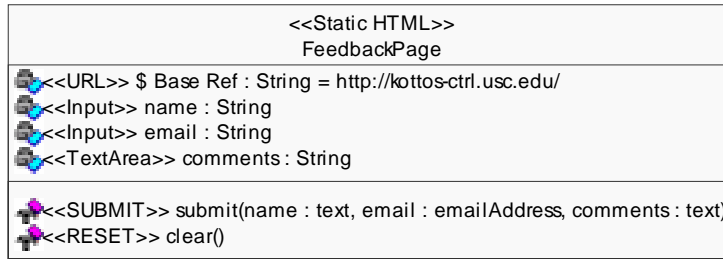 <<Static HTML>>
FeedbackPage
<<URL>> $ Base Ref : String = http://kottos-ctrl.usc.edu/
<<Input>> name : String
<<Input>> email : String
<<TextArea>> comments : String
<<SUBMIT>> submit(name : text, email : emailAddress, comments : text)
<<RESET>> clear()